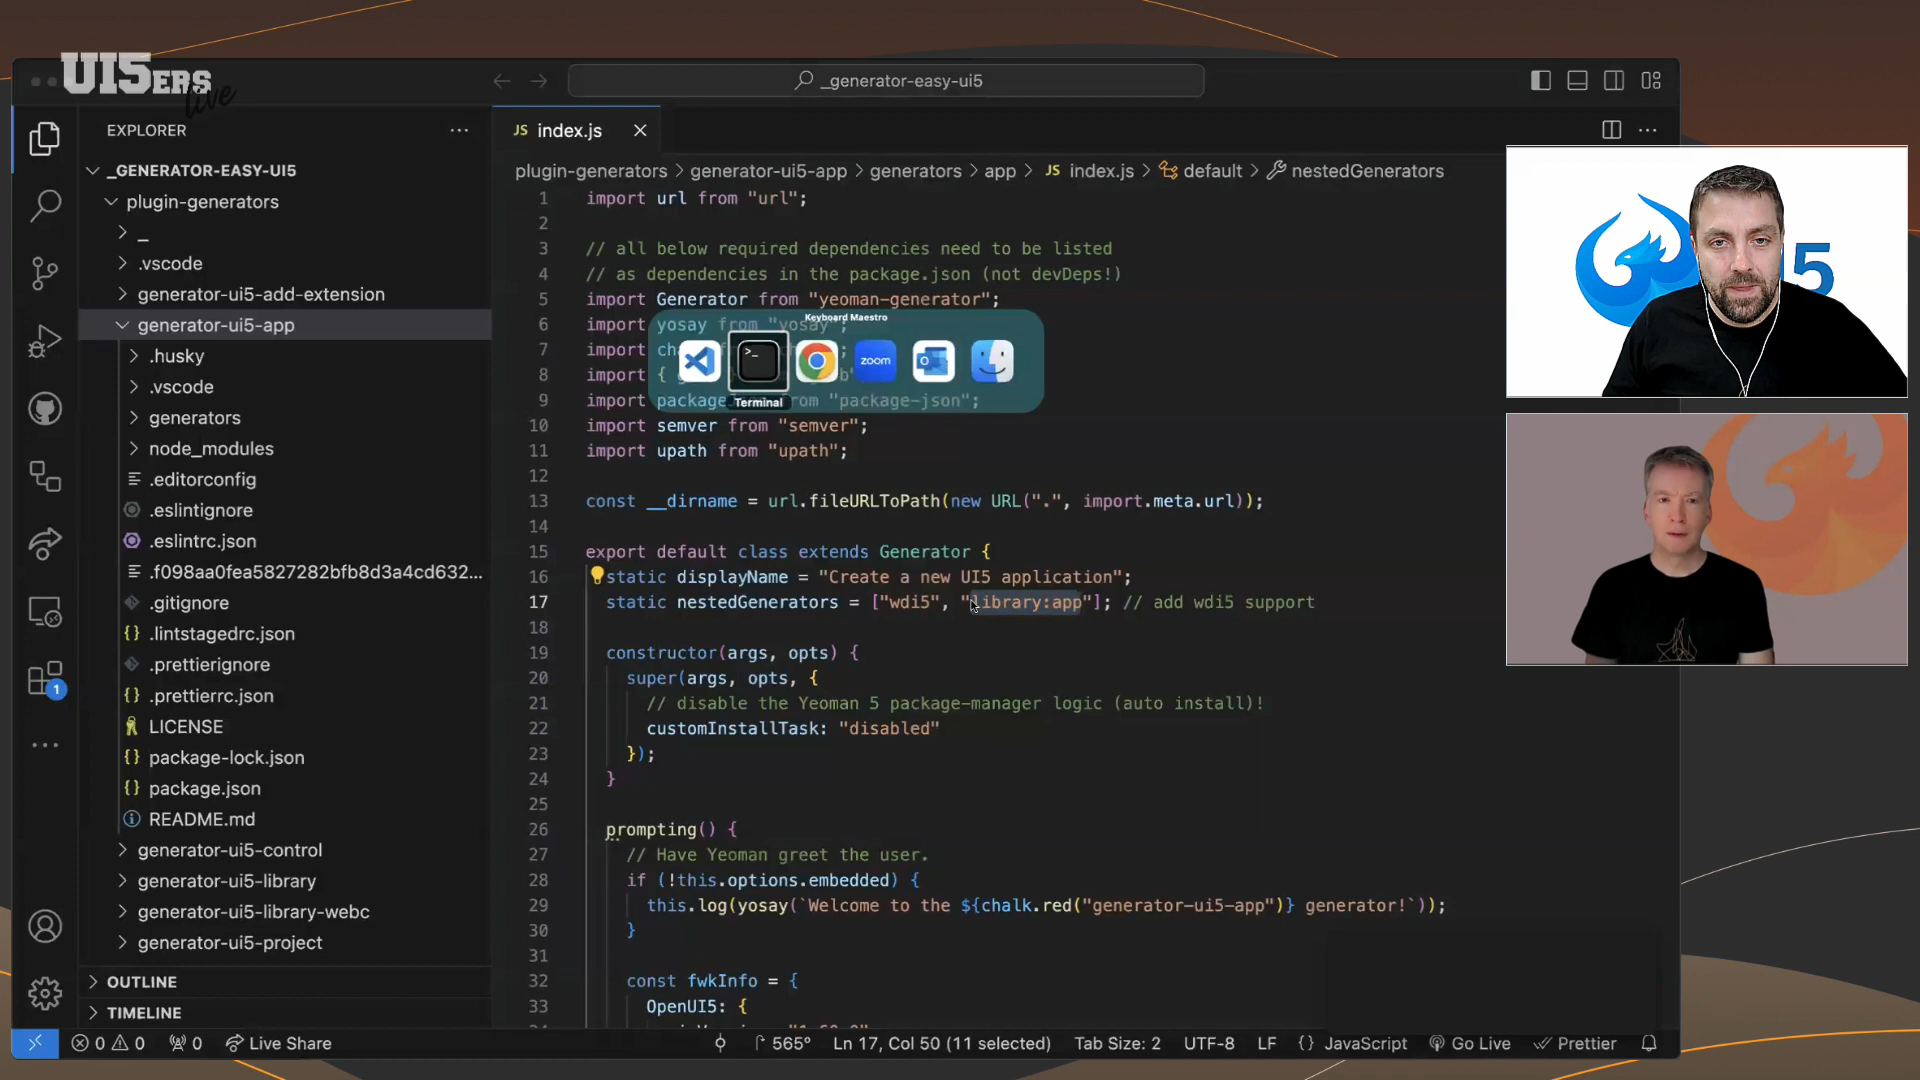 UI5ERS
live
_generator-easy-ui5
EXPLORER
JS index.js
_GENERATOR-EASY-UI5
plugin-generators > generator-ui5-app > generators > app > JS index.js > default > nestedGenerators
plugin-generators
_
.vscode
generator-ui5-add-extension
generator-ui5-app
.husky
.vscode
generators
node_modules
.editorconfig
.eslintignore
.eslintrc.json
.f098aa0fea5827282bfb8d3a4cd632...
.gitignore
.lintstagedrc.json
.prettierignore
.prettierrc.json
LICENSE
package-lock.json
package.json
README.md
generator-ui5-control
generator-ui5-library
generator-ui5-library-webc
generator-ui5-project
OUTLINE
TIMELINE
1 import url from "url";
2
3 // all below required dependencies need to be listed
4 // as dependencies in the package.json (not devDeps!)
5 import Generator from "yeoman-generator";
6 import yosay from "yosay";
7 import
8 import {
9 import package from "package-json";
10 import semver from "semver";
11 import upath from "upath";
12
13 const __dirname = url.fileURLToPath(new URL(".", import.meta.url));
14
15 export default class extends Generator {
16 static displayName = "Create a new UI5 application";
17 static nestedGenerators = ["wdi5", "library:app"]; // add wdi5 support
18
19 constructor(args, opts) {
20 super(args, opts, {
21 // disable the Yeoman 5 package-manager logic (auto install)!
22 customInstallTask: "disabled"
23 });
24 }
25
26 prompting() {
27 // Have Yeoman greet the user.
28 if (!this.options.embedded) {
29 this.log(yosay(`Welcome to the ${chalk.red("generator-ui5-app")} generator!`));
30 }
31
32 const fwkInfo = {
33 OpenUI5: {
Keyboard Maestro
zoom
Terminal
5
1
0 0 0 Live Share
565° Ln 17, Col 50 (11 selected) Tab Size: 2 UTF-8 LF {} JavaScript Go Live Prettier